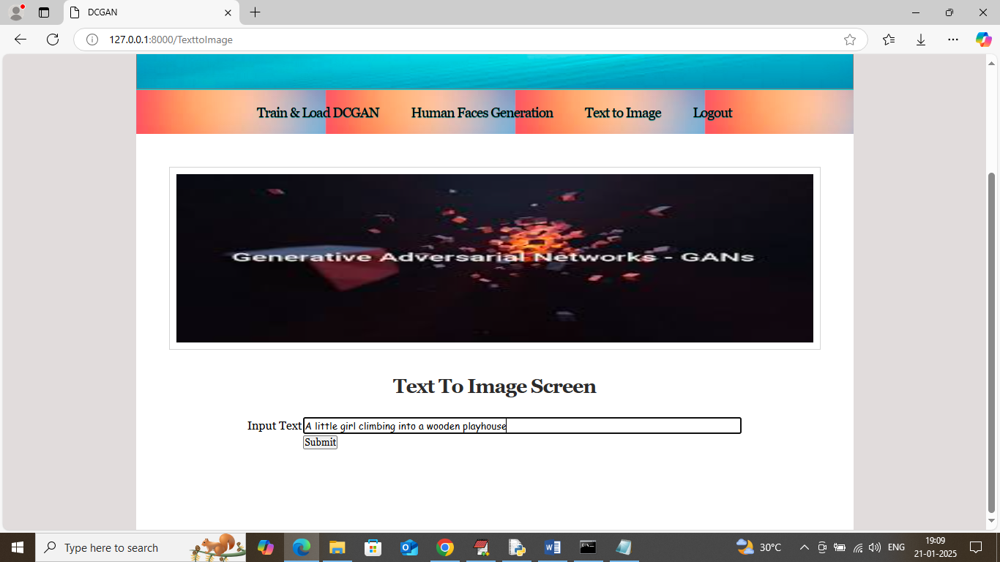 DCGAN
127.0.0.1:8000/TexttoImage
Train & Load DCGAN Human Faces Generation Text to Image Logout
Generative Adversarial Networks - GANs
Text To Image Screen
Input Text A little girl climbing into a wooden playhouse
Submit
Type here to search 30°C ENG 19:09
21-01-2025